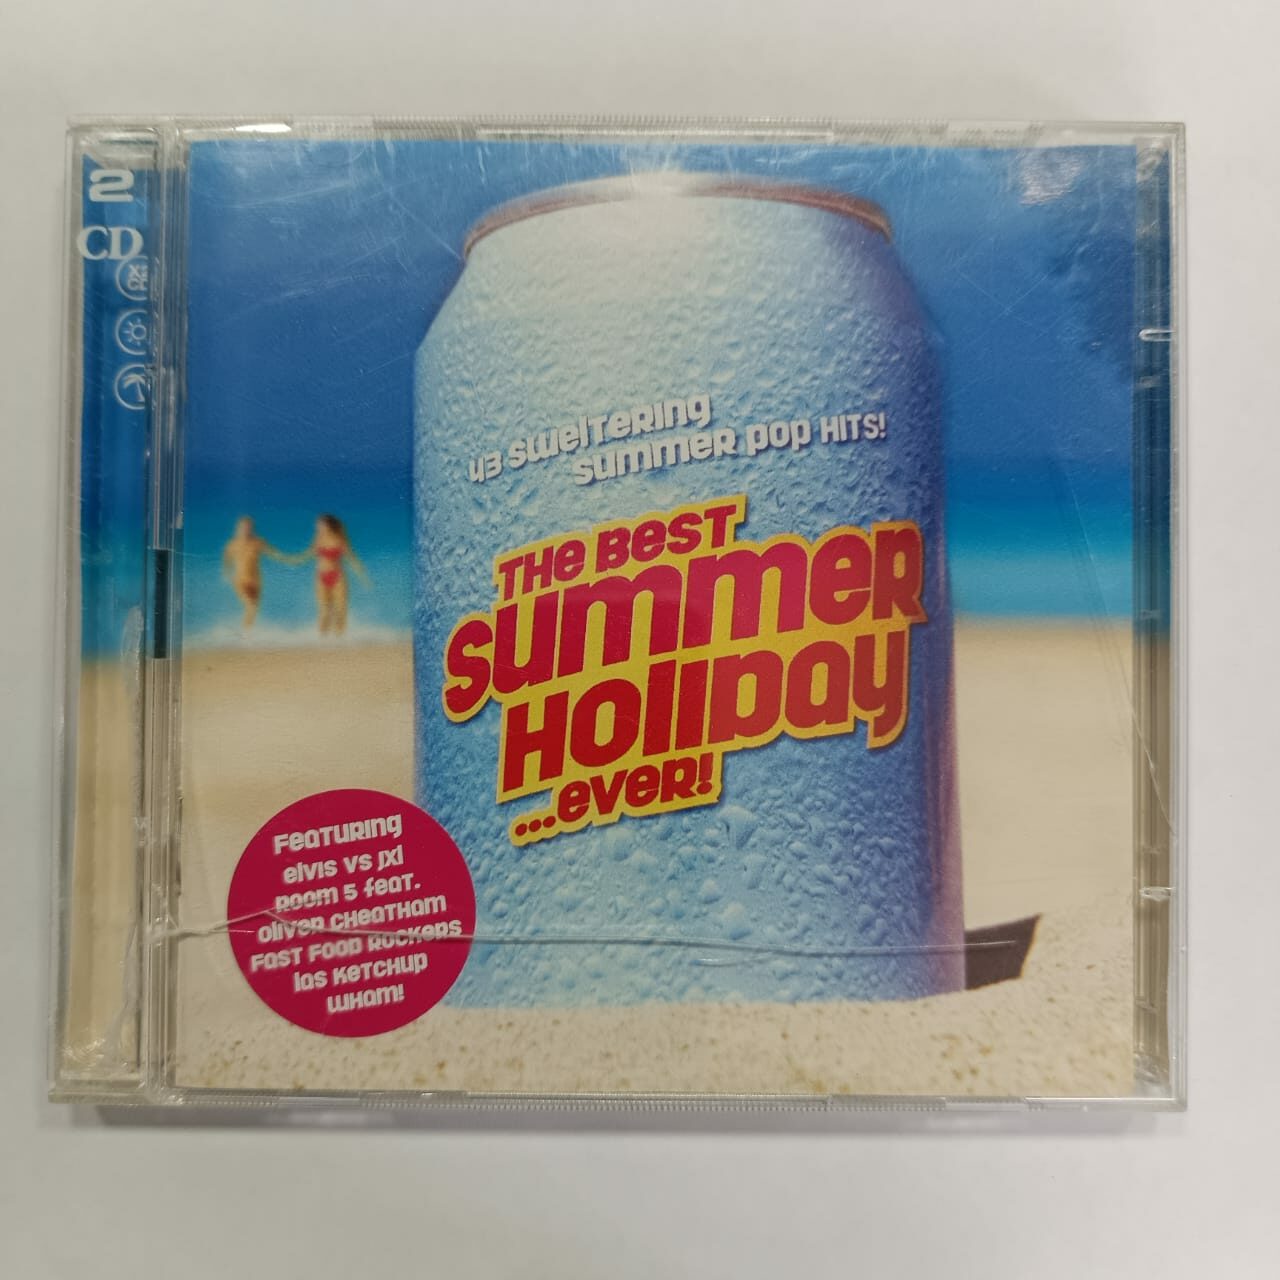 2
CD
43 sweltering
summer pop hits!
The Best
Summer
Holiday
...ever!
Featuring
Elvis vs JXL
Room 5 feat.
Oliver Cheatham
Fast Food Rockers
Las Ketchup
Wham!